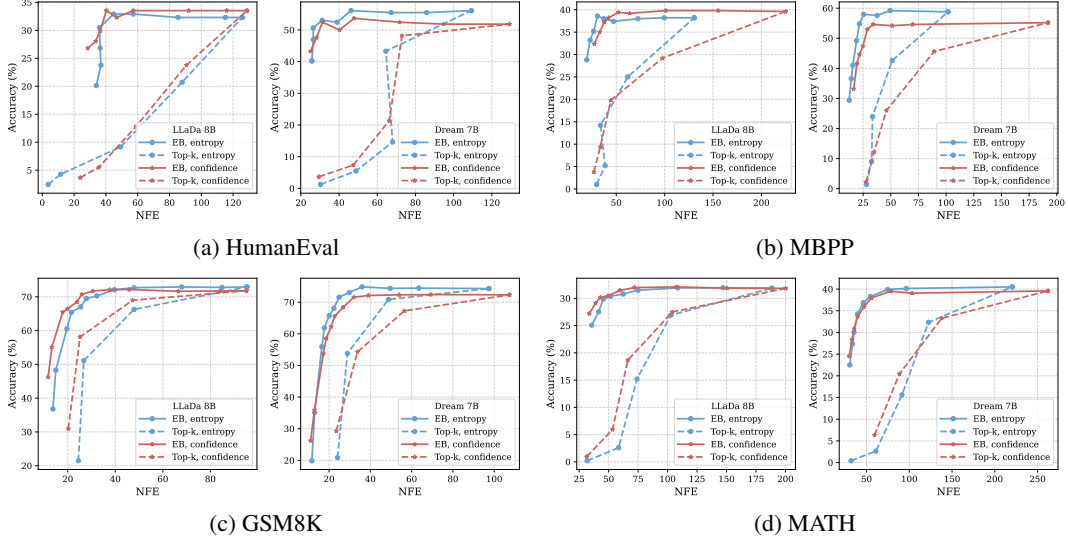 35
30
25
20
15
10
5
Accuracy (%)
0 20 40 60 80 100 120
NFE
LLaDa 8B
EB, entropy
Top-k, entropy
EB, confidence
Top-k, confidence
60
50
40
30
20
10
0
Accuracy (%)
20 40 60 80 100 120
NFE
Dream 7B
EB, entropy
Top-k, entropy
EB, confidence
Top-k, confidence
(a) HumanEval
40
35
30
25
20
15
10
5
0
Accuracy (%)
50 100 150 200
NFE
LLaDa 8B
EB, entropy
Top-k, entropy
EB, confidence
Top-k, confidence
60
50
40
30
20
10
0
Accuracy (%)
25 50 75 100 125 150 175 200
NFE
Dream 7B
EB, entropy
Top-k, entropy
EB, confidence
Top-k, confidence
(b) MBPP
70
60
50
40
30
20
Accuracy (%)
20 40 60 80
NFE
LLaDa 8B
EB, entropy
Top-k, entropy
EB, confidence
Top-k, confidence
70
60
50
40
30
20
Accuracy (%)
20 40 60 80 100
NFE
Dream 7B
EB, entropy
Top-k, entropy
EB, confidence
Top-k, confidence
(c) GSM8K
30
25
20
15
10
5
0
Accuracy (%)
25 50 75 100 125 150 175 200
NFE
LLaDa 8B
EB, entropy
Top-k, entropy
EB, confidence
Top-k, confidence
40
35
30
25
20
15
10
5
0
Accuracy (%)
50 100 150 200 250
NFE
Dream 7B
EB, entropy
Top-k, entropy
EB, confidence
Top-k, confidence
(d) MATH